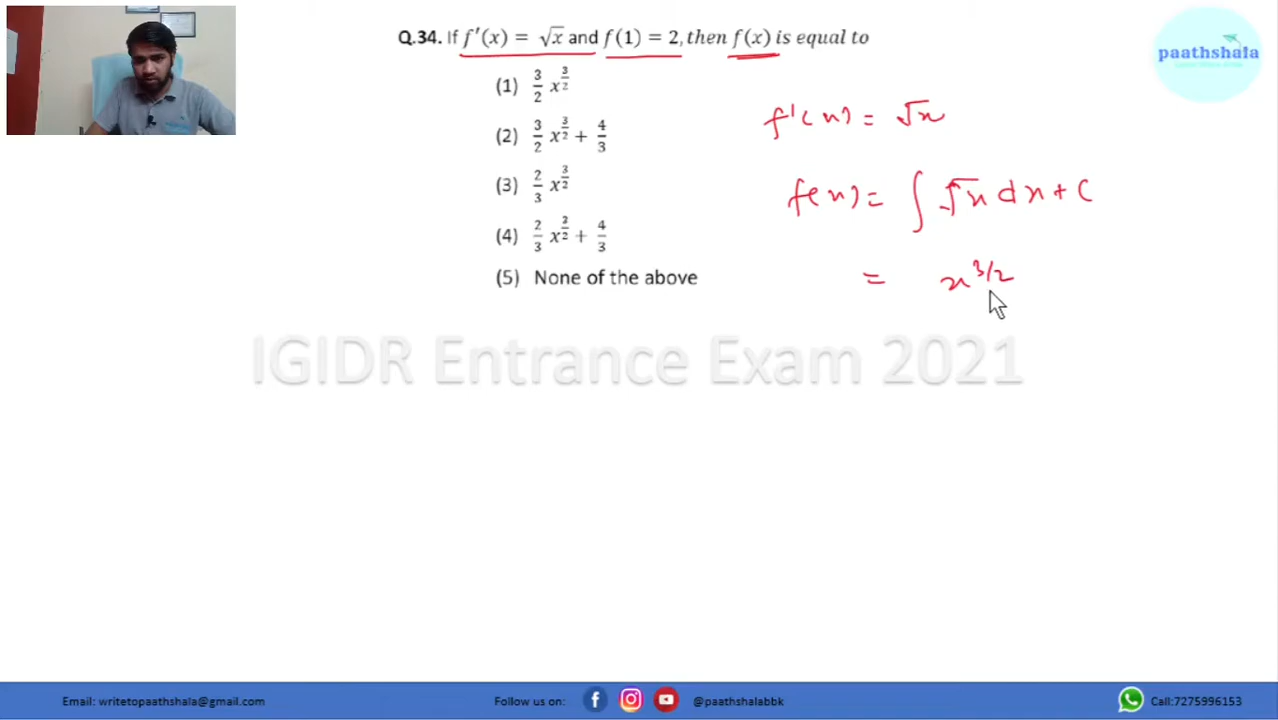 Q.34. If f′(x) = √x and f(1) = 2, then f(x) is equal to
(1) 3/2 x^(3/2)
(2) 3/2 x^(3/2) + 4/3
(3) 2/3 x^(3/2)
(4) 2/3 x^(3/2) + 4/3
(5) None of the above
f'(x) = √x
f(x) = ∫ √x dx + C
= x^3/2
paathshala
IGIDR Entrance Exam 2021
Email: writetopaathshala@gmail.com
Follow us on: @paathshalabbk
Call:7275996153